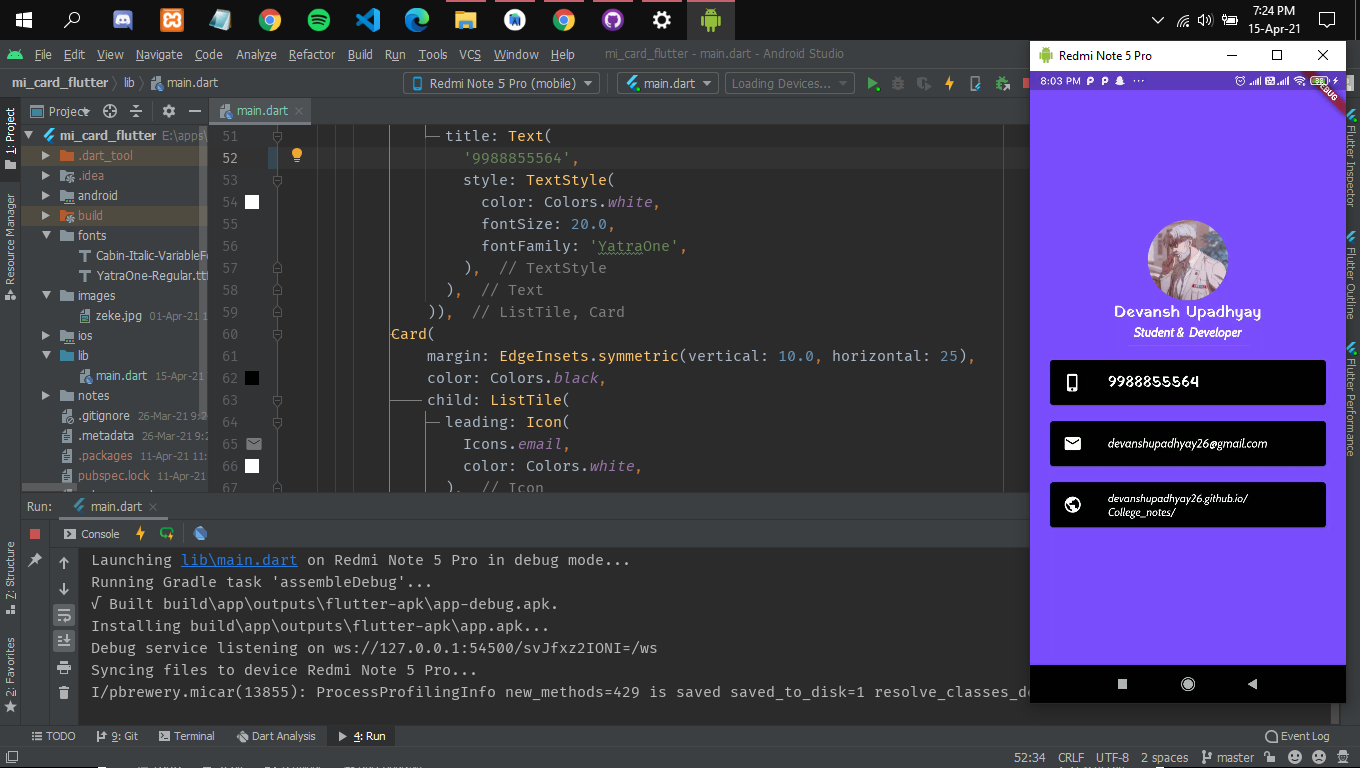 7:24 PM
15-Apr-21
File Edit View Navigate Code Analyze Refactor Build Run Tools VCS Window Help mi_card_flutter - main.dart - Android Studio
mi_card_flutter lib main.dart Redmi Note 5 Pro (mobile) main.dart Loading Devices...
Project main.dart
1: Project
Resource Manager
Z: Structure
2: Favorites
mi_card_flutter E:\apps\
.dart_tool
.idea
android
build
fonts
Cabin-Italic-VariableFo
YatraOne-Regular.ttf
images
zeke.jpg 01-Apr-21 1
ios
lib
main.dart 15-Apr-21
notes
.gitignore 26-Mar-21 9:2
.metadata 26-Mar-21 9:2
.packages 11-Apr-21 11:
pubspec.lock 11-Apr-21
51 title: Text(
52 '9988855564',
53 style: TextStyle(
54 color: Colors.white,
55 fontSize: 20.0,
56 fontFamily: 'YatraOne',
57 ), // TextStyle
58 ), // Text
59 )), // ListTile, Card
60 Card(
61 margin: EdgeInsets.symmetric(vertical: 10.0, horizontal: 25),
62 color: Colors.black,
63 child: ListTile(
64 leading: Icon(
65 Icons.email,
66 color: Colors.white,
67 ), // Icon
Run: main.dart
Console
Launching lib\main.dart on Redmi Note 5 Pro in debug mode...
Running Gradle task 'assembleDebug'...
√ Built build\app\outputs\flutter-apk\app-debug.apk.
Installing build\app\outputs\flutter-apk\app.apk...
Debug service listening on ws://127.0.0.1:54500/svJfxz2IONI=/ws
Syncing files to device Redmi Note 5 Pro...
I/pbrewery.micar(13855): ProcessProfilingInfo new_methods=429 is saved saved_to_disk=1 resolve_classes_de
TODO 9: Git Terminal Dart Analysis 4: Run Event Log
52:34 CRLF UTF-8 2 spaces master
Redmi Note 5 Pro
8:03 PM
Devansh Upadhyay
Student & Developer
9988855564
devanshupadhyay26@gmail.com
devanshupadhyay26.github.io/
College_notes/
Flutter Inspector
Flutter Outline
Flutter Performance